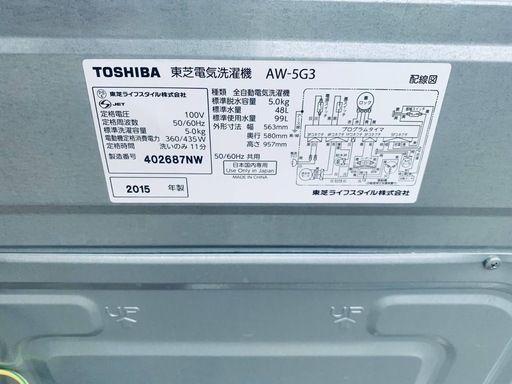 TOSHIBA 東芝電気洗濯機 AW-5G3
配線図
東芝ライフスタイル株式会社
JET
定格電圧 100V
定格周波数 50/60Hz
標準洗濯容量 5.0kg
電動機定格消費電力 360/435W
定格時間 洗いのみ 11分
製造番号 402687NW
2015 年製
種類 全自動電気洗濯機
標準脱水容量 5.0kg
標準水量 48L
標準使用水量 99L
外形寸法 幅 563mm
奥行 580mm
高さ 957mm
50/60Hz 共用
日本国内専用
Use Only in Japan
MADE IN CHINA
プログラムタイマ
東芝ライフスタイル株式会社
UP
UP